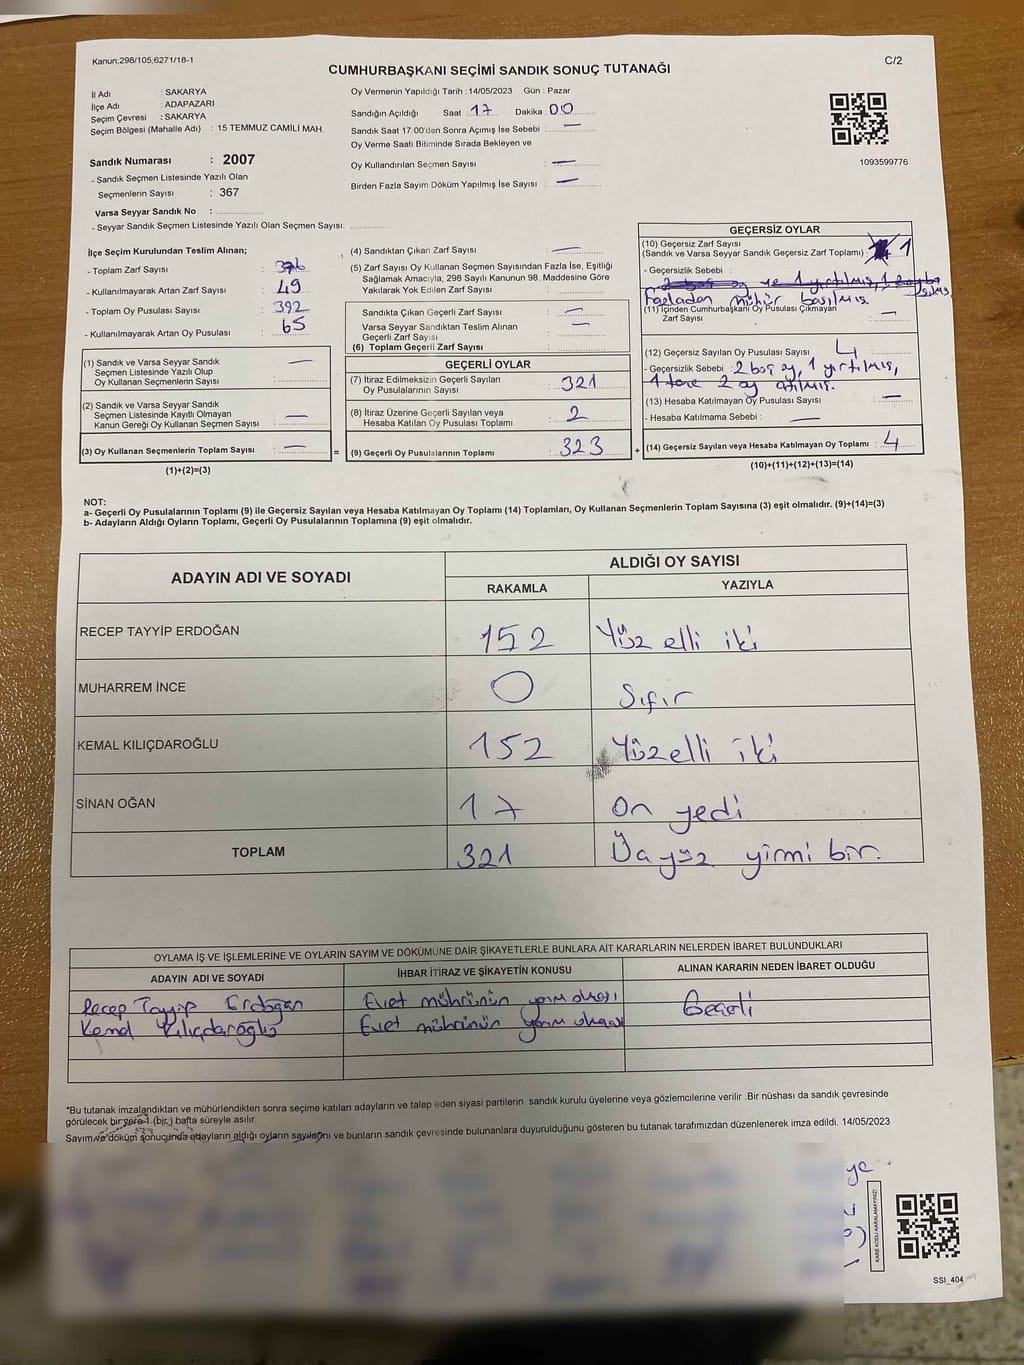 Kanun;298/105;6271/18-1
C/2
CUMHURBAŞKANI SEÇİMİ SANDIK SONUÇ TUTANAĞI
İl Adı : SAKARYA
İlçe Adı : ADAPAZARI
Seçim Çevresi : SAKARYA
Seçim Bölgesi (Mahalle Adı) : 15 TEMMUZ CAMİLİ MAH.
Sandık Numarası : 2007
- Sandık Seçmen Listesinde Yazılı Olan
Seçmenlerin Sayısı : 367
Varsa Seyyar Sandık No :
- Seyyar Sandık Seçmen Listesinde Yazılı Olan Seçmen Sayısı:
Oy Vermenin Yapıldığı Tarih : 14/05/2023 Gün : Pazar
Sandığın Açıldığı Saat : 17 Dakika : 00
Sandık Saat 17:00'den Sonra Açımış İse Sebebi : —
Oy Verme Saati Bitiminde Sırada Bekleyen ve
Oy Kullandırılan Seçmen Sayısı : —
Birden Fazla Sayım Döküm Yapılmış İse Sayısı : —
1093599776
İlçe Seçim Kurulundan Teslim Alınan;
- Toplam Zarf Sayısı :
- Kullanılmayarak Artan Zarf Sayısı : 49
- Toplam Oy Pusulası Sayısı : 392
- Kullanılmayarak Artan Oy Pusulası : 65
(1) Sandık ve Varsa Seyyar Sandık
Seçmen Listesinde Yazılı Olup
Oy Kullanan Seçmenlerin Sayısı : —
(2) Sandık ve Varsa Seyyar Sandık
Seçmen Listesinde Kayıtlı Olmayan
Kanun Gereği Oy Kullanan Seçmen Sayısı : —
(3) Oy Kullanan Seçmenlerin Toplam Sayısı : —
(1)+(2)=(3)
=
(4) Sandıktan Çıkan Zarf Sayısı : —
(5) Zarf Sayısı Oy Kullanan Seçmen Sayısından Fazla İse, Eşitliği
Sağlamak Amacıyla; 298 Sayılı Kanunun 98. Maddesine Göre
Yakılarak Yok Edilen Zarf Sayısı :
Sandıkta Çıkan Geçerli Zarf Sayısı : —
Varsa Seyyar Sandıktan Teslim Alınan
Geçerli Zarf Sayısı : —
(6) Toplam Geçerli Zarf Sayısı :
GEÇERLİ OYLAR
(7) İtiraz Edilmeksizin Geçerli Sayılan
Oy Pusulasının Sayısı : 321
(8) İtiraz Üzerine Geçerli Sayılan veya
Hesaba Katılan Oy Pusulası Toplamı : 2
(9) Geçerli Oy Pusulalarının Toplamı : 323
+
GEÇERSİZ OYLAR
(10) Geçersiz Zarf Sayısı
(Sandık ve Varsa Seyyar Sandık Geçersiz Zarf Toplamı) : 1
- Geçersizlik Sebebi :
Fazladan mühür basılmış
(11) İçinden Cumhurbaşkanı Oy Pusulası Çıkmayan
Zarf Sayısı : —
(12) Geçersiz Sayılan Oy Pusulası Sayısı : 4
- Geçersizlik Sebebi : 2 boş oy, 1 yırtılmış,
1 tane 2 oy atılmış.
(13) Hesaba Katılmayan Oy Pusulası Sayısı : —
- Hesaba Katılmama Sebebi : —
(14) Geçersiz Sayılan veya Hesaba Katılmayan Oy Toplamı : 4
(10)+(11)+(12)+(13)=(14)
NOT:
a- Geçerli Oy Pusulasının Toplamı (9) ile Geçersiz Sayılan veya Hesaba Katılmayan Oy Toplamı (14) Toplamları, Oy Kullanan Seçmenlerin Toplam Sayısına (3) eşit olmalıdır. (9)+(14)=(3)
b- Adayların Aldığı Oyların Toplamı, Geçerli Oy Pusulalarının Toplamına (9) eşit olmalıdır.
ADAYIN ADI VE SOYADI
ALDIĞI OY SAYISI
RAKAMLA YAZIYLA
RECEP TAYYİP ERDOĞAN 152 Yüz elli iki
MUHARREM İNCE 0 Sıfır
KEMAL KILIÇDAROĞLU 152 Yüzelli iki
SİNAN OĞAN 17 On yedi
TOPLAM 321 Üç yüz yirmi bir.
OYLAMA İŞ VE İŞLEMLERİNE VE OYLARIN SAYIM VE DÖKÜMÜNE DAİR ŞİKAYETLERLE BUNLARA AİT KARARLARIN NELERDEN İBARET BULUNDUKLARI
ADAYIN ADI VE SOYADI İHBAR İTİRAZ VE ŞİKAYETİN KONUSU ALINAN KARARIN NEDEN İBARET OLDUĞU
Recep Tayyip Erdoğan Evet mührünün yarım olması Geçerli
Kemal Kılıçdaroğlu Evet mührünün yarım olması
*Bu tutanak imzalandıktan ve mühürlendikten sonra seçime katılan adayların ve talep eden siyasi partilerin sandık kurulu üyelerine veya gözlemcilerine verilir .Bir nüshası da sandık çevresinde
görülecek bir yere 1 (bir) hafta süreyle asılır.
Sayım ve döküm sonucunda adayların aldığı oyların sayılarını ve bunların sandık çevresinde bulunanlara duyurulduğunu gösteren bu tutanak tarafımızdan düzenlenerek imza edildi. 14/05/2023
ye
KARE KODU KARALAMAYINIZ!
SSI_404